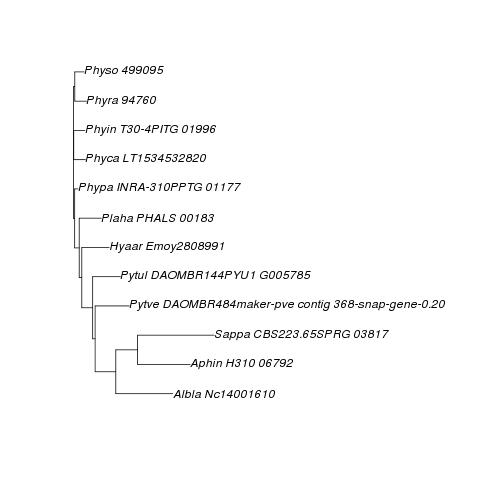 Physo 499095
Phyra 94760
Phyin T30-4PITG 01996
Phyca LT1534532820
Phypa INRA-310PPTG 01177
Plaha PHALS 00183
Hyaar Emoy2808991
Pytul DAOMBR144PYU1 G005785
Pytve DAOMBR484maker-pve contig 368-snap-gene-0.20
Sappa CBS223.65SPRG 03817
Aphin H310 06792
Albla Nc14001610